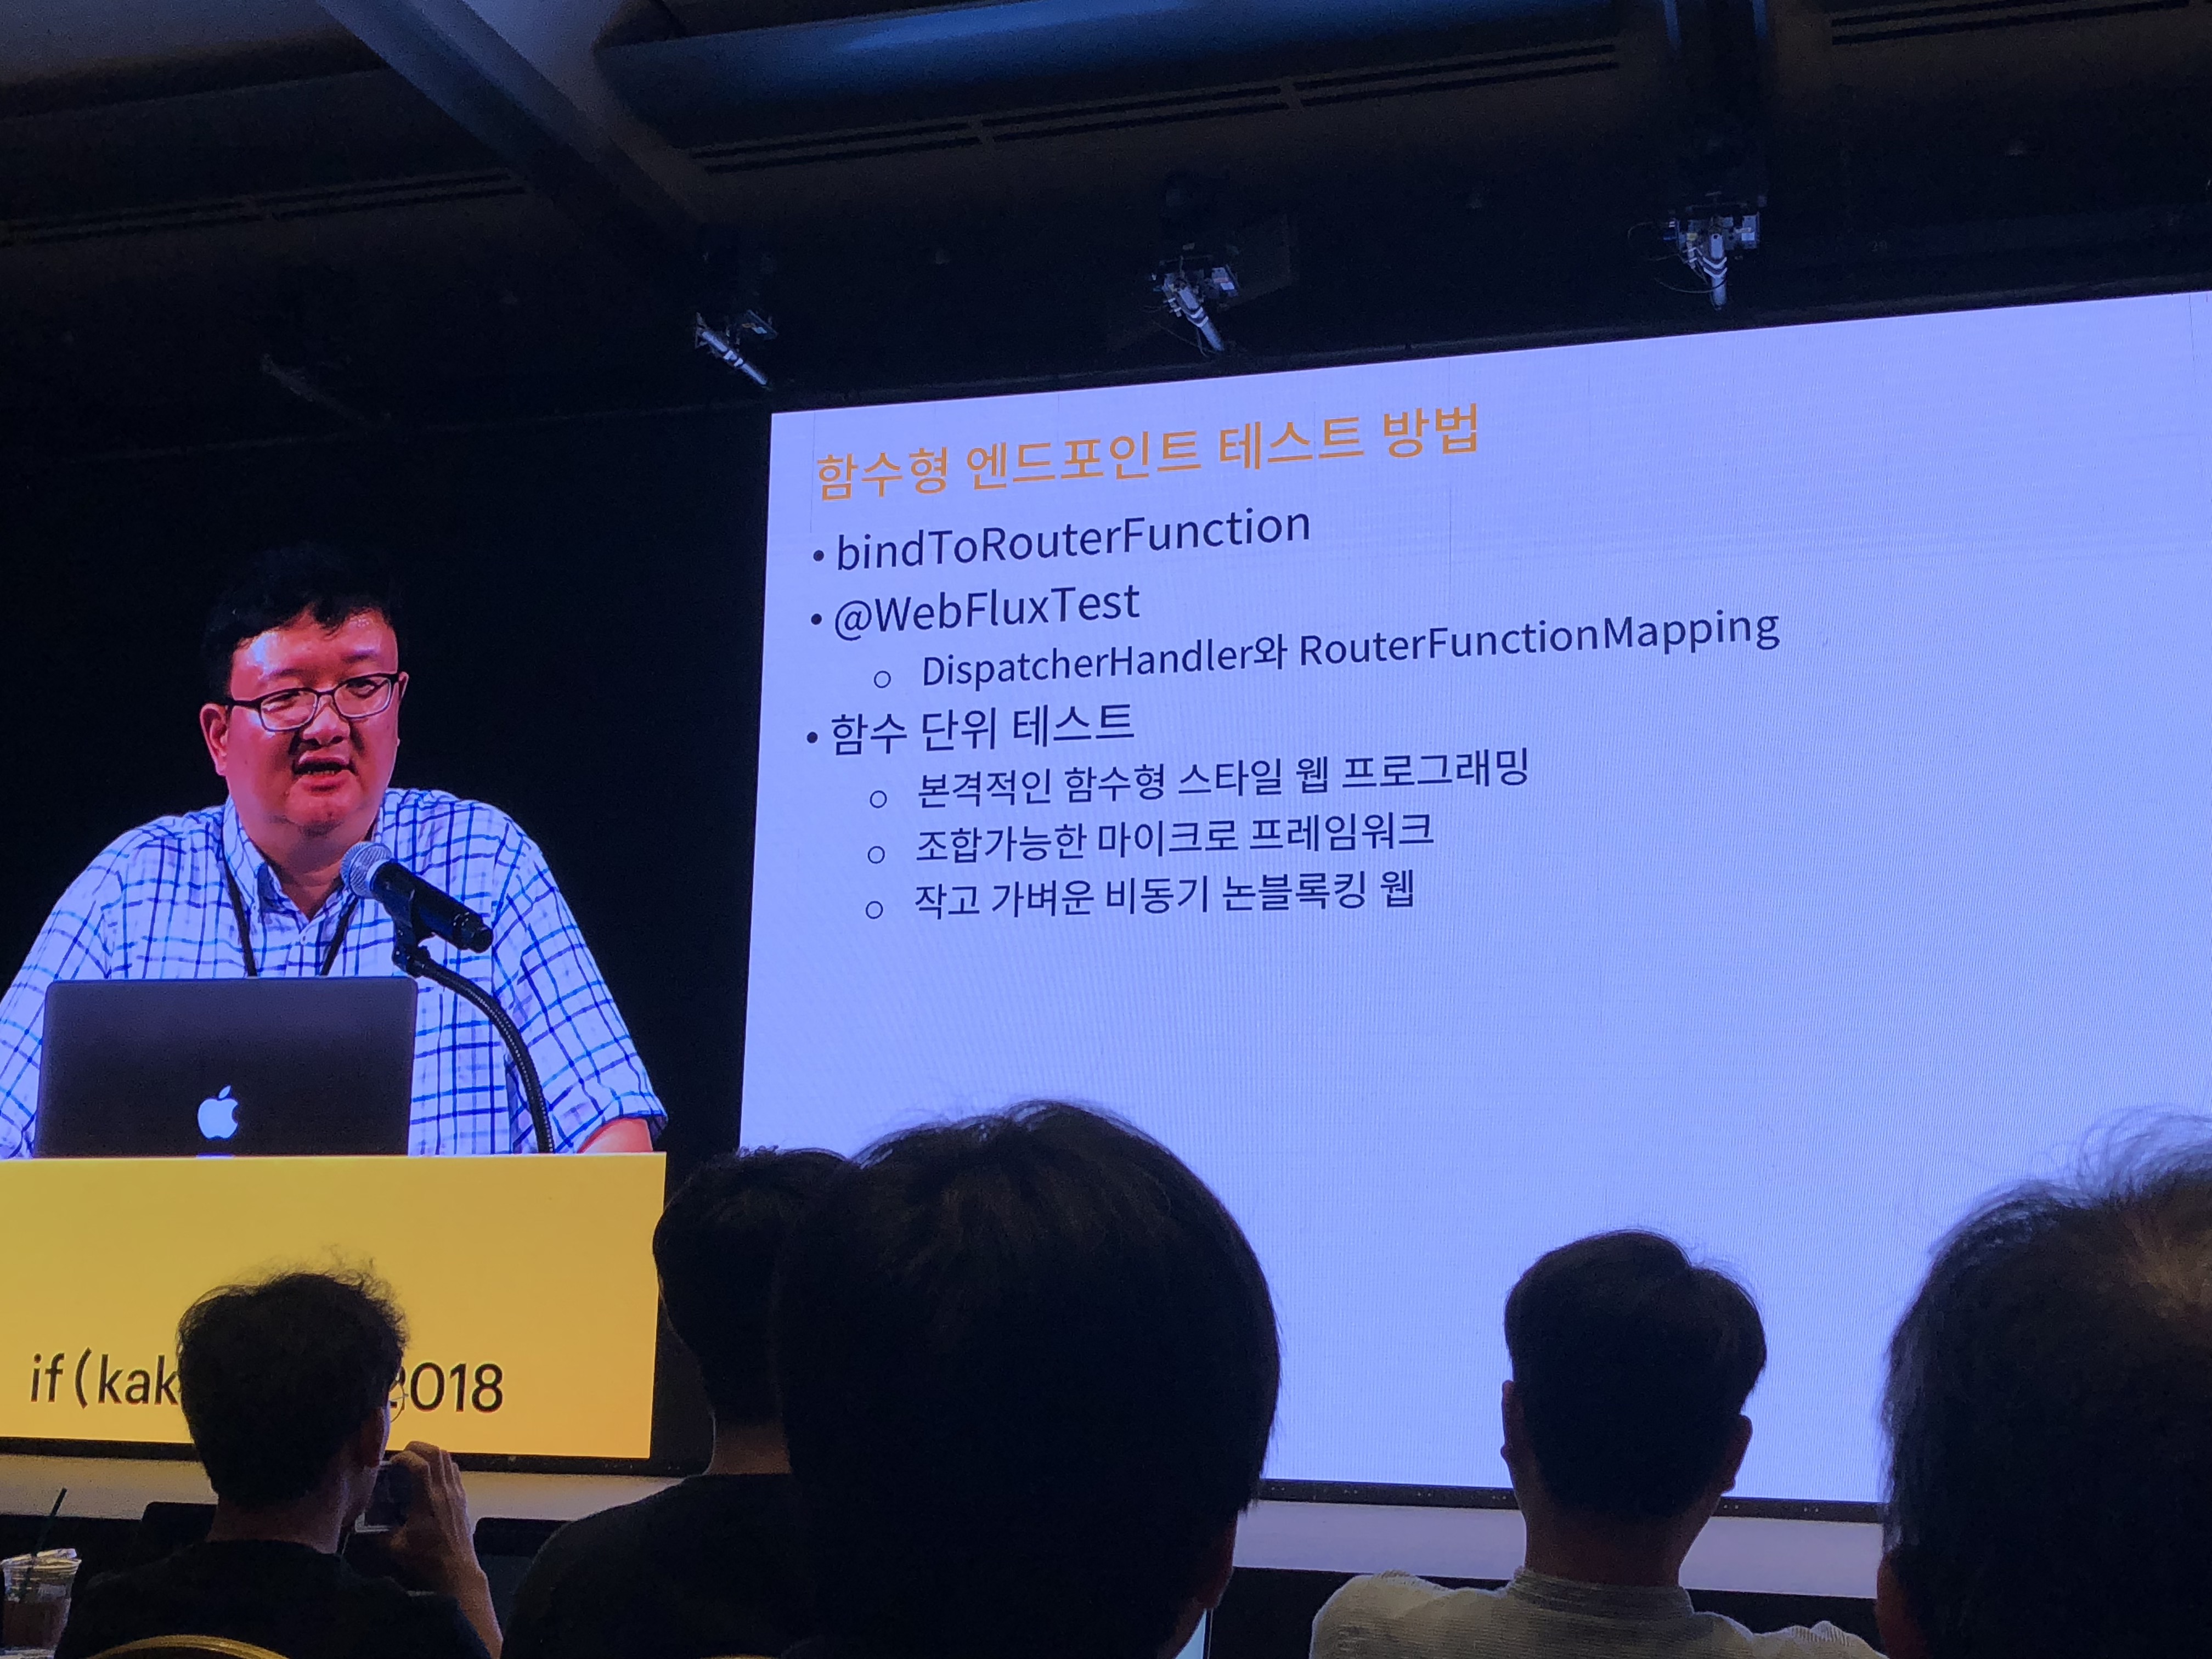 함수형 엔드포인트 테스트 방법
• bindToRouterFunction
• @WebFluxTest
○ DispatcherHandler와 RouterFunctionMapping
• 함수 단위 테스트
○ 본격적인 함수형 스타일 웹 프로그래밍
○ 조합가능한 마이크로 프레임워크
○ 작고 가벼운 비동기 논블록킹 웹
if(kak 2018